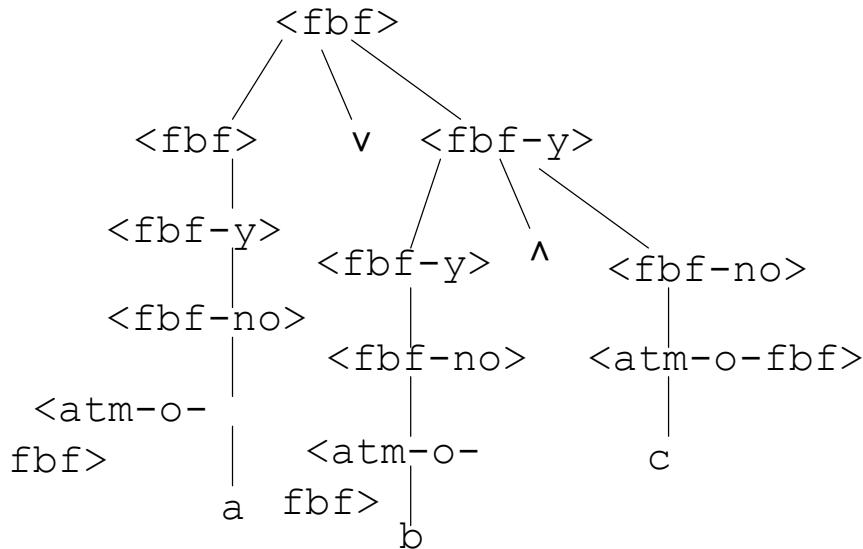 <fbf>
<fbf> ∨ <fbf-y>
<fbf-y>
<fbf-y> ∧ <fbf-no>
<fbf-no>
<fbf-no> <atm-o-fbf>
<atm-o-
fbf>
<atm-o-
fbf>
c
a
b